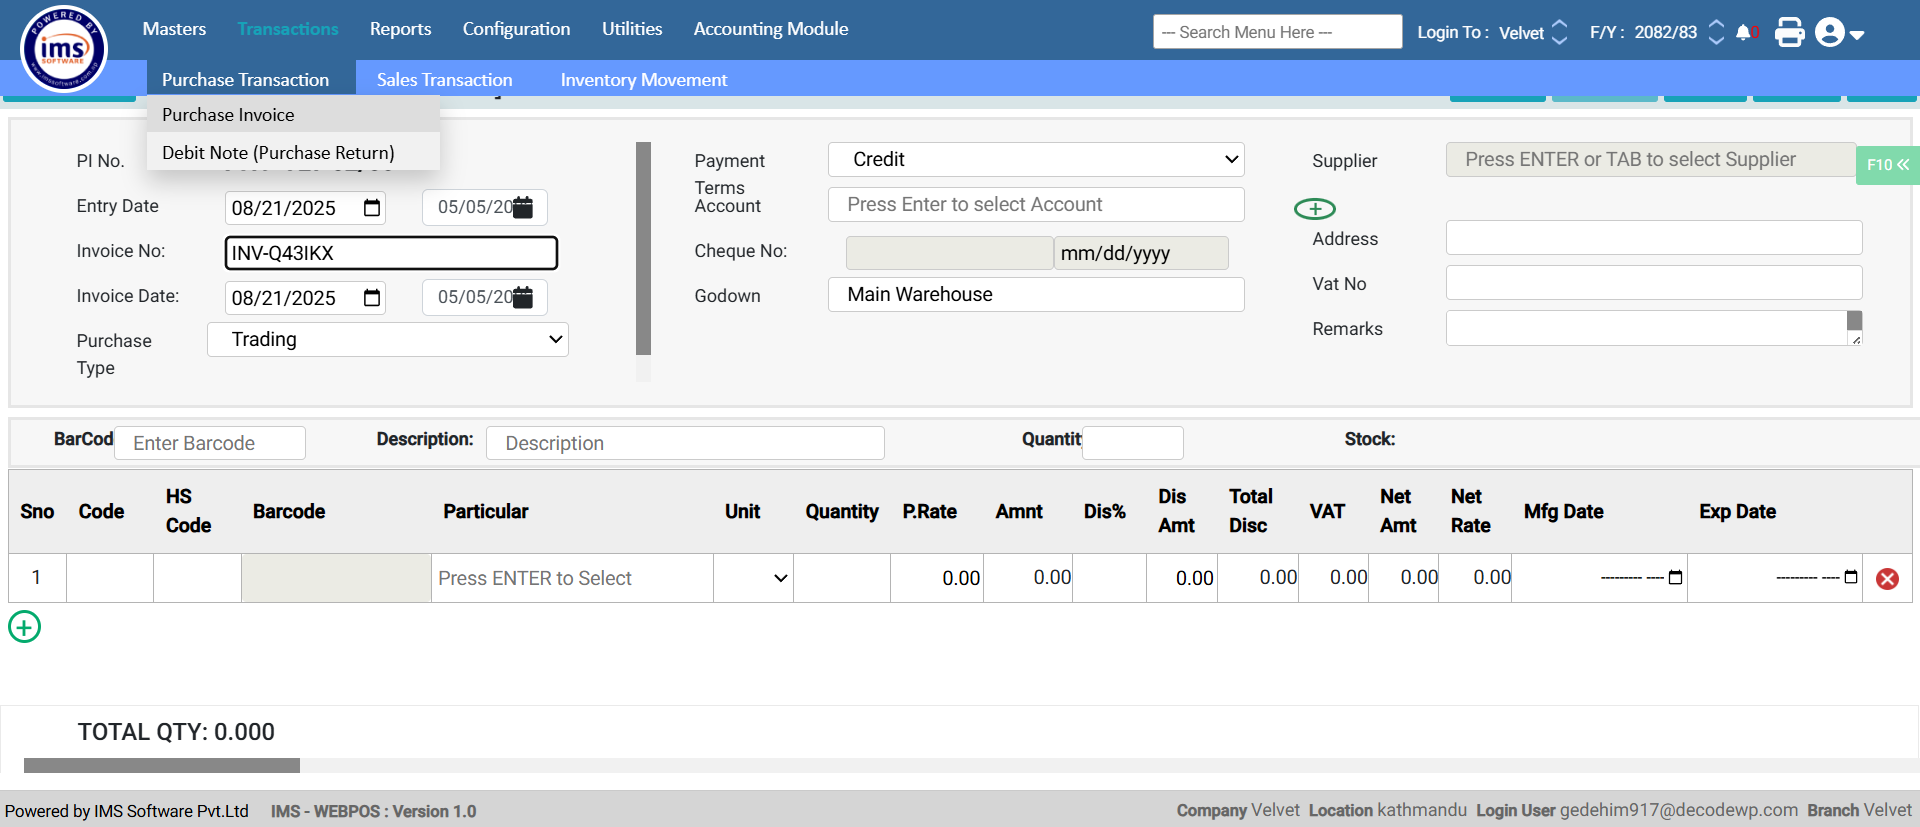 POWERED BY
ims
SOFTWARE
Masters Transactions Reports Configuration Utilities Accounting Module
--- Search Menu Here ---
Login To : Velvet
F/Y : 2082/83
0
Purchase Transaction Sales Transaction Inventory Movement
Purchase Invoice
Debit Note (Purchase Return)
PI No.
Entry Date 08/21/2025 05/05/20
Invoice No: INV-Q43IKX
Invoice Date: 08/21/2025 05/05/20
Purchase Type Trading
Payment Terms Credit
Account Press Enter to select Account
Cheque No: mm/dd/yyyy
Godown Main Warehouse
Supplier Press ENTER or TAB to select Supplier
F10
Address
Vat No
Remarks
BarCod Enter Barcode Description: Description Quantit Stock:
Sno Code HS Code Barcode Particular Unit Quantity P.Rate Amnt Dis% Dis Amt Total Disc VAT Net Amt Net Rate Mfg Date Exp Date
1 Press ENTER to Select 0.00 0.00 0.00 0.00 0.00 0.00 0.00 --------- ---- --------- ----
TOTAL QTY: 0.000
Powered by IMS Software Pvt.Ltd IMS - WEBPOS : Version 1.0 Company Velvet Location kathmandu Login User gedehim917@decodewp.com Branch Velvet